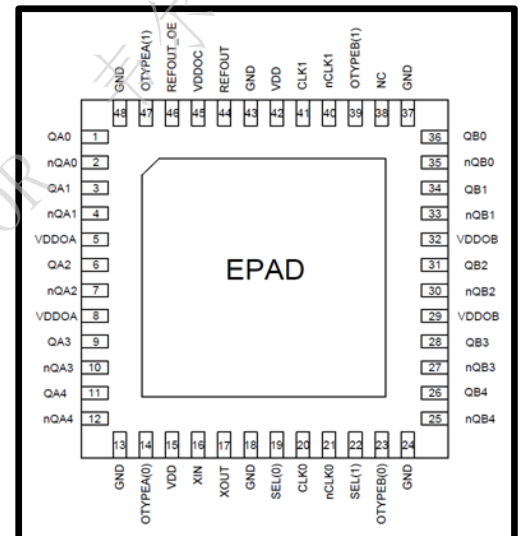 GND OTYPEA(1) REFOUT_OE VDDOC REFOUT GND VDD CLK1 nCLK1 OTYPEB(1) NC GND
48 47 46 45 44 43 42 41 40 39 38 37
QA0 1 36 QB0
nQA0 2 35 nQB0
QA1 3 34 QB1
nQA1 4 33 nQB1
VDDOA 5 32 VDDOB
QA2 6 31 QB2
EPAD
nQA2 7 30 nQB2
VDDOA 8 29 VDDOB
QA3 9 28 QB3
nQA3 10 27 nQB3
QA4 11 26 QB4
nQA4 12 25 nQB4
13 14 15 16 17 18 19 20 21 22 23 24
GND OTYPEA(0) VDD XIN XOUT GND SEL(0) CLK0 nCLK0 SEL(1) OTYPEB(0) GND